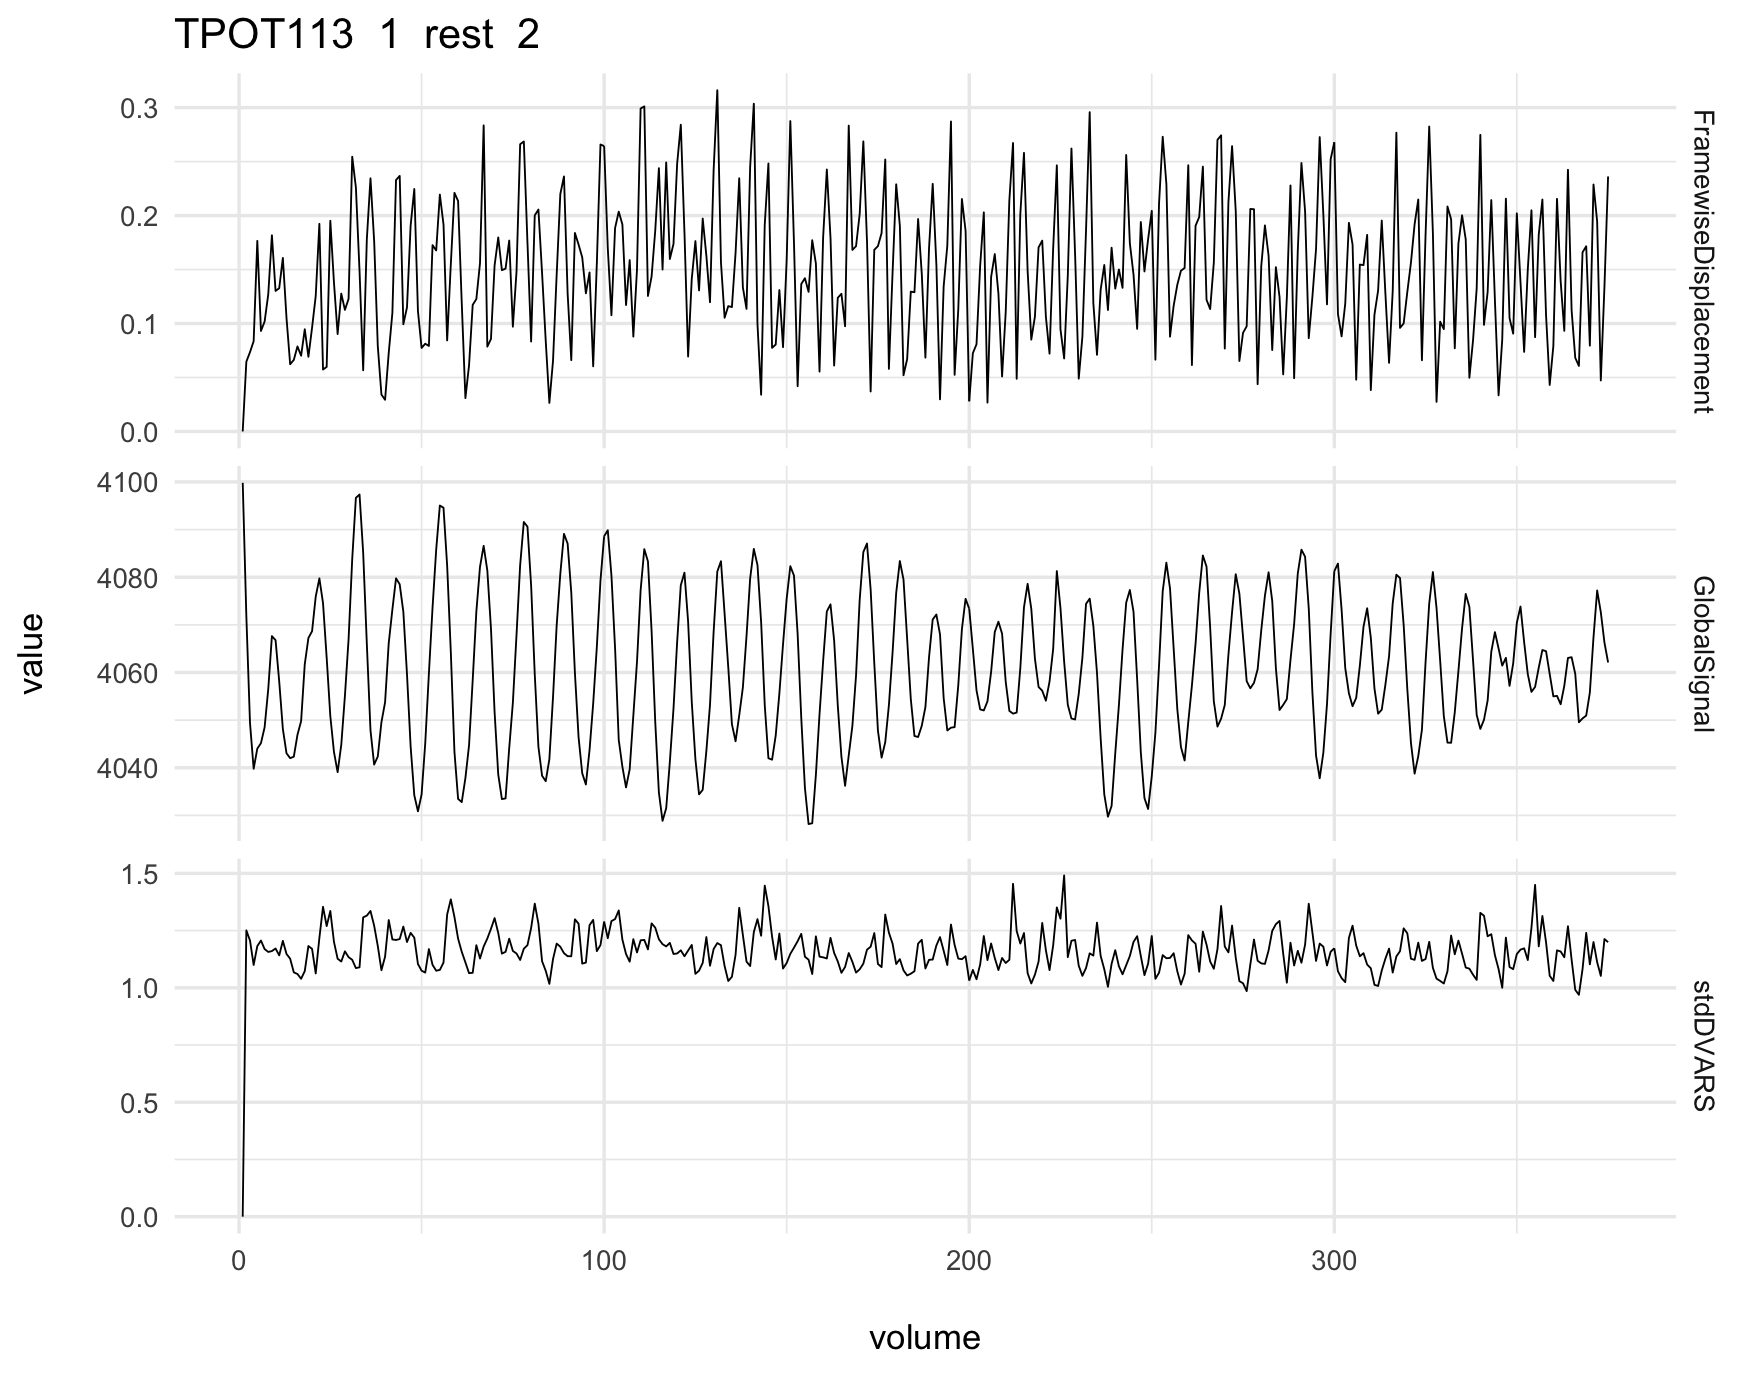 TPOT113 1 rest 2
0.3
0.2
0.1
0.0
FramewiseDisplacement
4100
4080
4060
4040
GlobalSignal
value
1.5
1.0
0.5
0.0
stdDVARS
0 100 200 300
volume